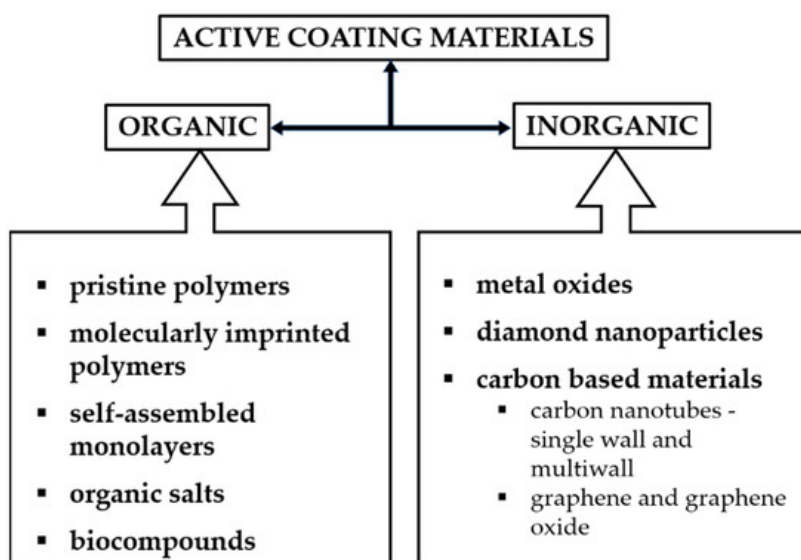 ACTIVE COATING MATERIALS
ORGANIC
INORGANIC
▪ pristine polymers
▪ molecularly imprinted
polymers
▪ self-assembled
monolayers
▪ organic salts
▪ biocompounds
▪ metal oxides
▪ diamond nanoparticles
▪ carbon based materials
▪ carbon nanotubes -
single wall and
multiwall
▪ graphene and graphene
oxide